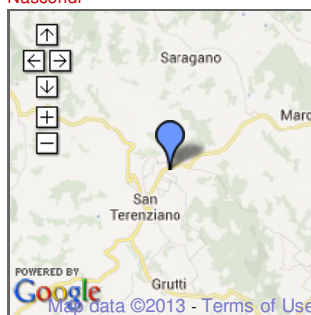 Nascondi
Saragano
Marc
San
Terenziano
Grutti
POWERED BY
Google
Map data ©2013 - Terms of Use